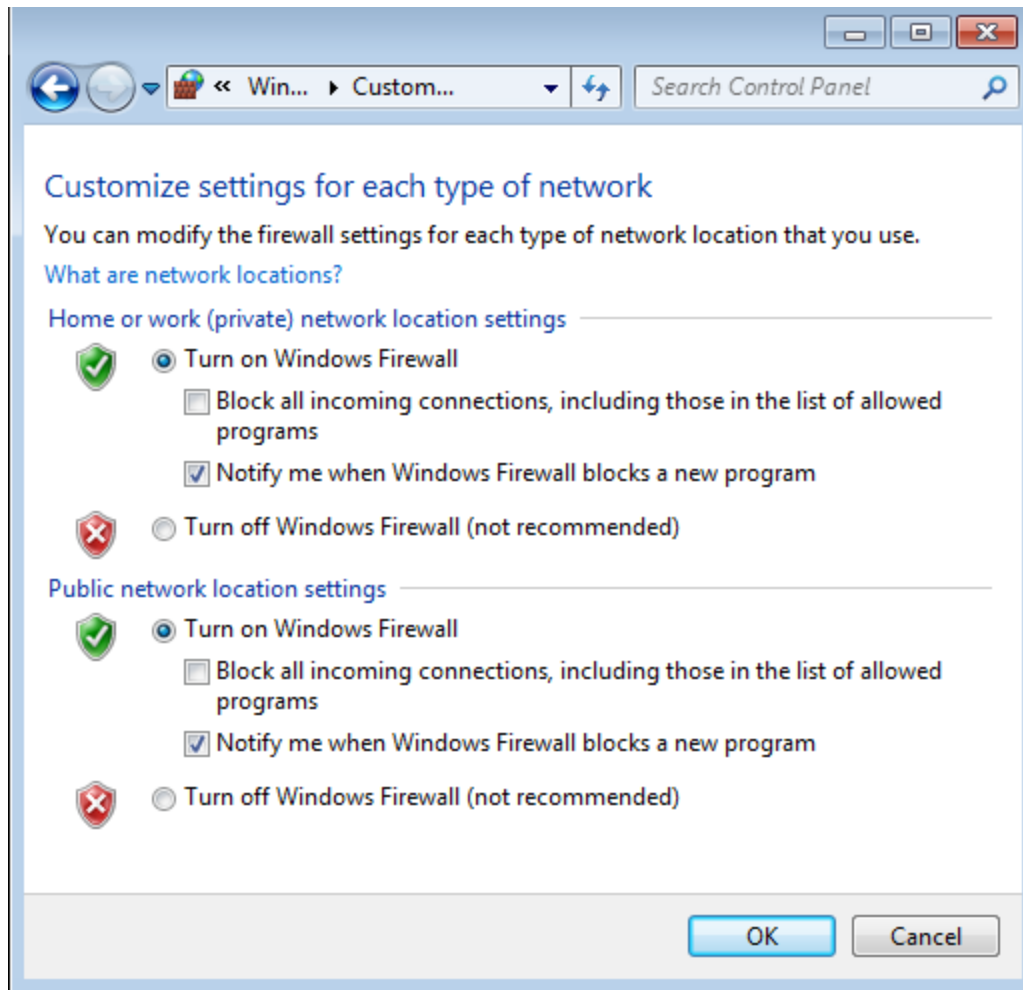 « Win... Custom... Search Control Panel
Customize settings for each type of network
You can modify the firewall settings for each type of network location that you use.
What are network locations?
Home or work (private) network location settings
Turn on Windows Firewall
Block all incoming connections, including those in the list of allowed
programs
Notify me when Windows Firewall blocks a new program
Turn off Windows Firewall (not recommended)
Public network location settings
Turn on Windows Firewall
Block all incoming connections, including those in the list of allowed
programs
Notify me when Windows Firewall blocks a new program
Turn off Windows Firewall (not recommended)
OK Cancel